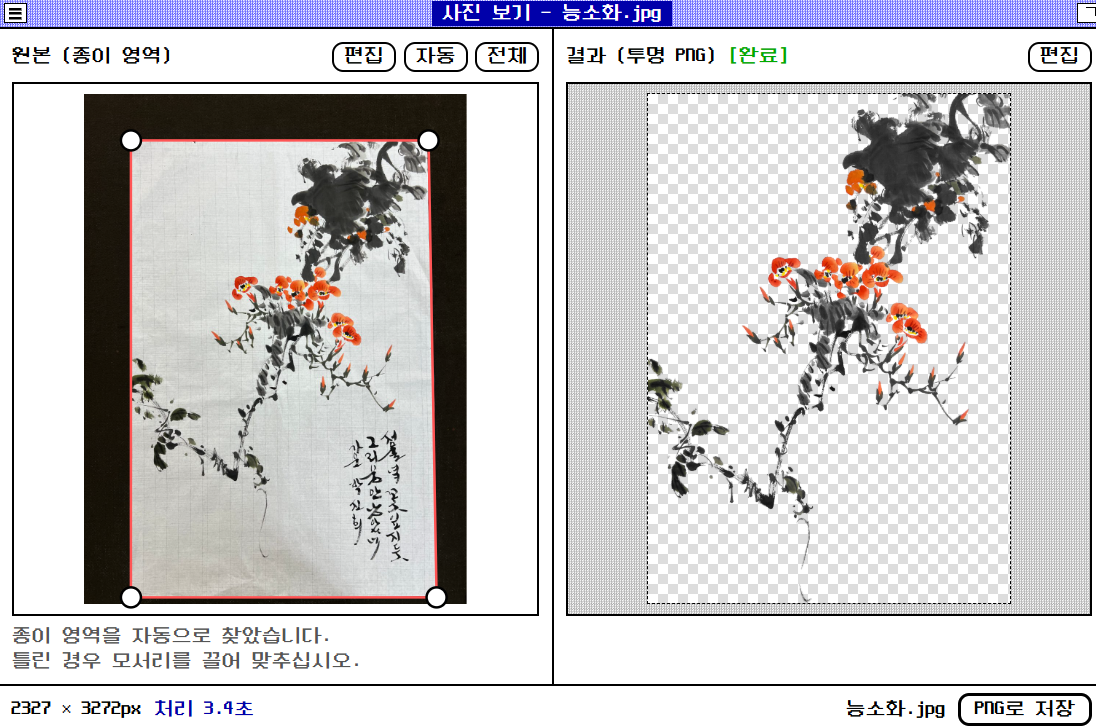 사진 보기 - 능소화.jpg
원본 (종이 영역)
편집
자동
전체
결과 (투명 PNG) [완료]
편집
종이 영역을 자동으로 찾았습니다.
틀린 경우 모서리를 끌어 맞추십시오.
2327 × 3272px 처리 3.4초
능소화.jpg
PNG로 저장